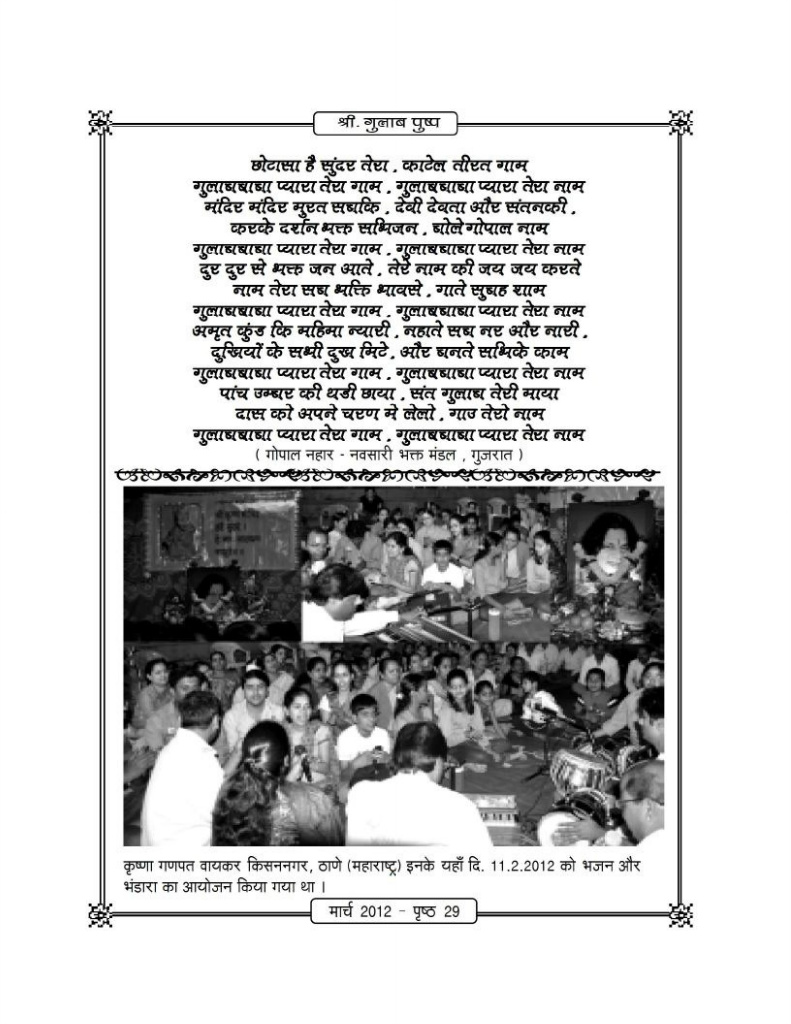 श्री. गुलाब पुष्प
छोटासा है सुंदर तेरा , काटेल तीरत गाम
गुलाबबाबा प्यारा तेरा गाम , गुलाबबाबा प्यारा तेरा नाम
मंदिर मंदिर मुरत सबकि , देवी देवता और संतनकी ,
करके दर्शन भक्त सभिजन , बोले गोपाल नाम
गुलाबबाबा प्यारा तेरा गाम , गुलाबबाबा प्यारा तेरा नाम
दुर दुर से भक्त जन आते , तेरे नाम की जय जय करते
नाम तेरा सब भक्ति भावसे , गाते सुबह शाम
गुलाबबाबा प्यारा तेरा गाम , गुलाबबाबा प्यारा तेरा नाम
अमृत कुंड कि महिमा न्यारी , नहाते सब नर और नारी ,
दुखियों के सभी दुख मिटे , और बनते सभिके काम
गुलाबबाबा प्यारा तेरा गाम , गुलाबबाबा प्यारा तेरा नाम
पांच उम्बर की थडी छाया , संत गुलाब तेरी माया
दास को अपने चरण मे लेलो , गाउ तेरो नाम
गुलाबबाबा प्यारा तेरा गाम , गुलाबबाबा प्यारा तेरा नाम
( गोपाल नहार - नवसारी भक्त मंडल , गुजरात )
कृष्णा गणपत वायकर किसननगर, ठाणे (महाराष्ट्र) इनके यहाँ दि. 11.2.2012 को भजन और
भंडारा का आयोजन किया गया था ।
मार्च 2012 - पृष्ठ 29